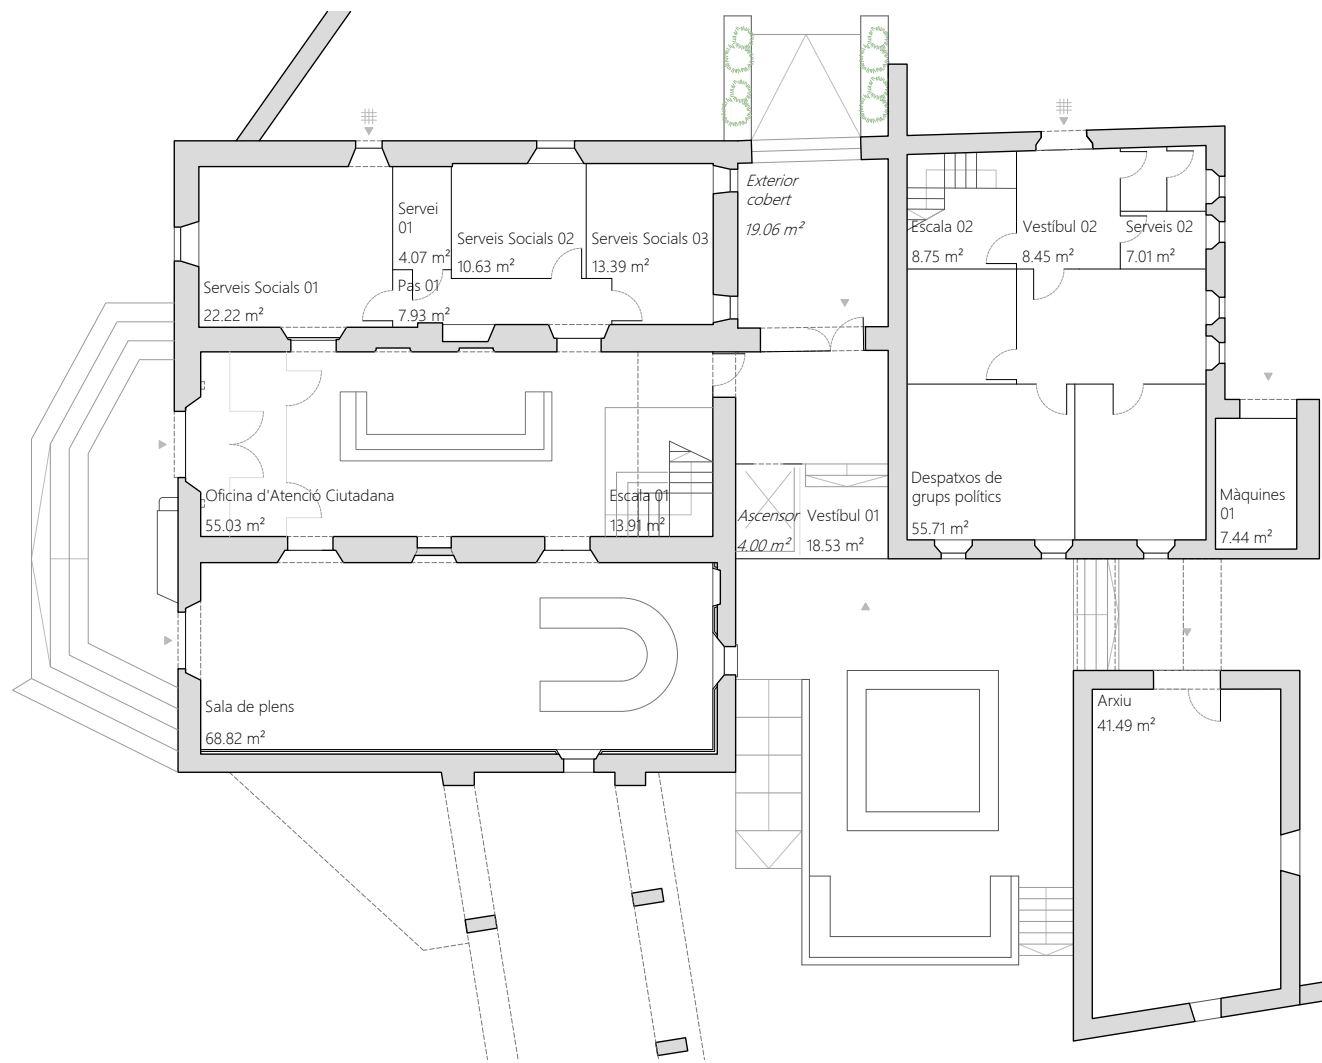 Exterior
cobert
19.06 m²
Servei
01
4.07 m²
Serveis Socials 02
10.63 m²
Serveis Socials 03
13.39 m²
Serveis Socials 01
22.22 m²
Pas 01
7.93 m²
Escala 02
8.75 m²
Vestíbul 02
8.45 m²
Serveis 02
7.01 m²
Oficina d'Atenció Ciutadana
55.03 m²
Escala 01
13.91 m²
Ascensor
4.00 m²
Vestíbul 01
18.53 m²
Despatxos de
grups polítics
55.71 m²
Màquines
01
7.44 m²
Sala de plens
68.82 m²
Arxiu
41.49 m²